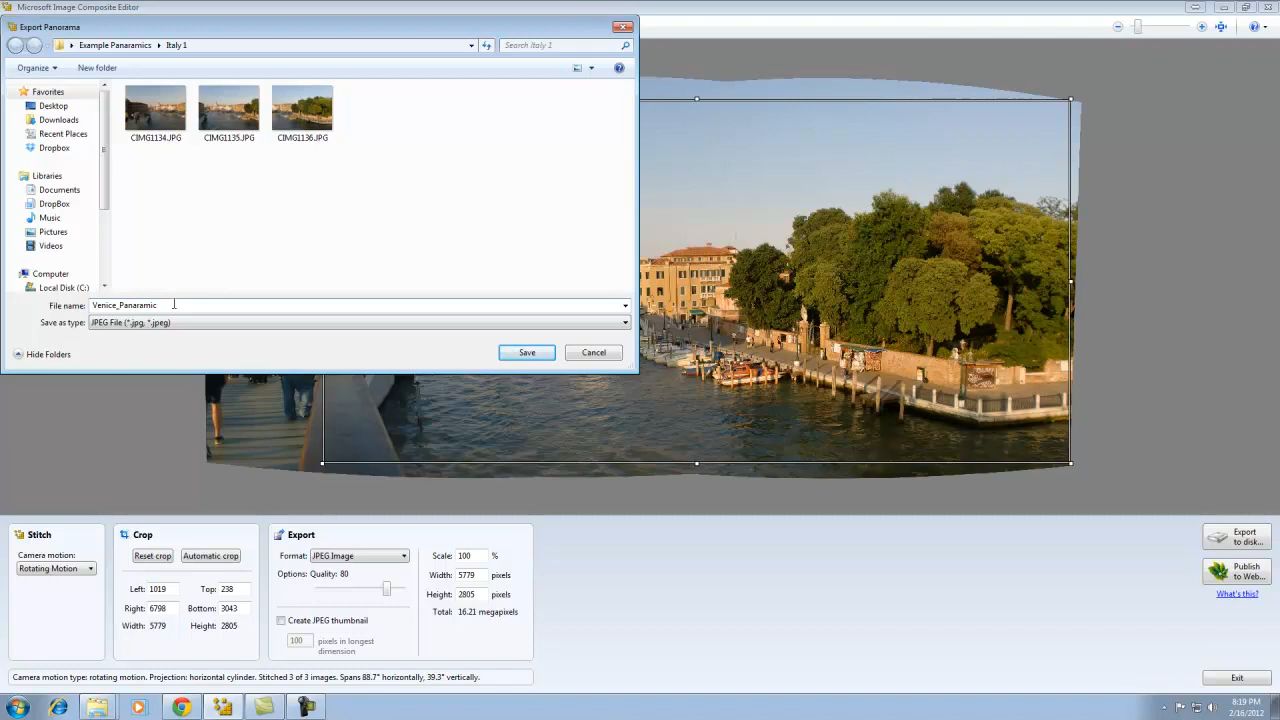 Microsoft Image Composite Editor
Export Panorama
Example Panaramics
Italy 1
Search Italy 1
Organize
New folder
Favorites
Desktop
Downloads
Recent Places
Dropbox
Libraries
Documents
DropBox
Music
Pictures
Videos
Computer
Local Disk (C:)
CIMG1134.JPG
CIMG1135.JPG
CIMG1136.JPG
File name: Venice_Panaramic
Save as type: JPEG File (*.jpg, *.jpeg)
Hide Folders
Save
Cancel
Stitch
Camera motion:
Rotating Motion
Crop
Reset crop
Automatic crop
Left: 1019
Top: 238
Right: 6798
Bottom: 3043
Width: 5779
Height: 2805
Export
Format: JPEG Image
Options: Quality: 80
Create JPEG thumbnail
100 pixels in longest
dimension
Scale: 100 %
Width: 5779 pixels
Height: 2805 pixels
Total: 16.21 megapixels
Export
to disk...
Publish
to Web...
What's this?
Camera motion type: rotating motion. Projection: horizontal cylinder. Stitched 3 of 3 images. Spans 88.7° horizontally, 39.3° vertically.
Exit
8:19 PM
2/16/2012